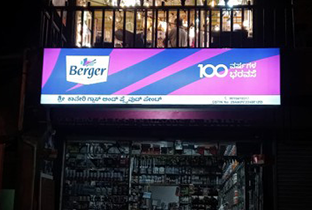 Berger
100 ವರ್ಷಗಳ
ಭರವಸೆ
ಶ್ರೀ ಕಾವೇರಿ ಗ್ಲಾಸ್ ಅಂಡ್ ಪ್ಲೈವುಡ್ ಪೇಂಟ್